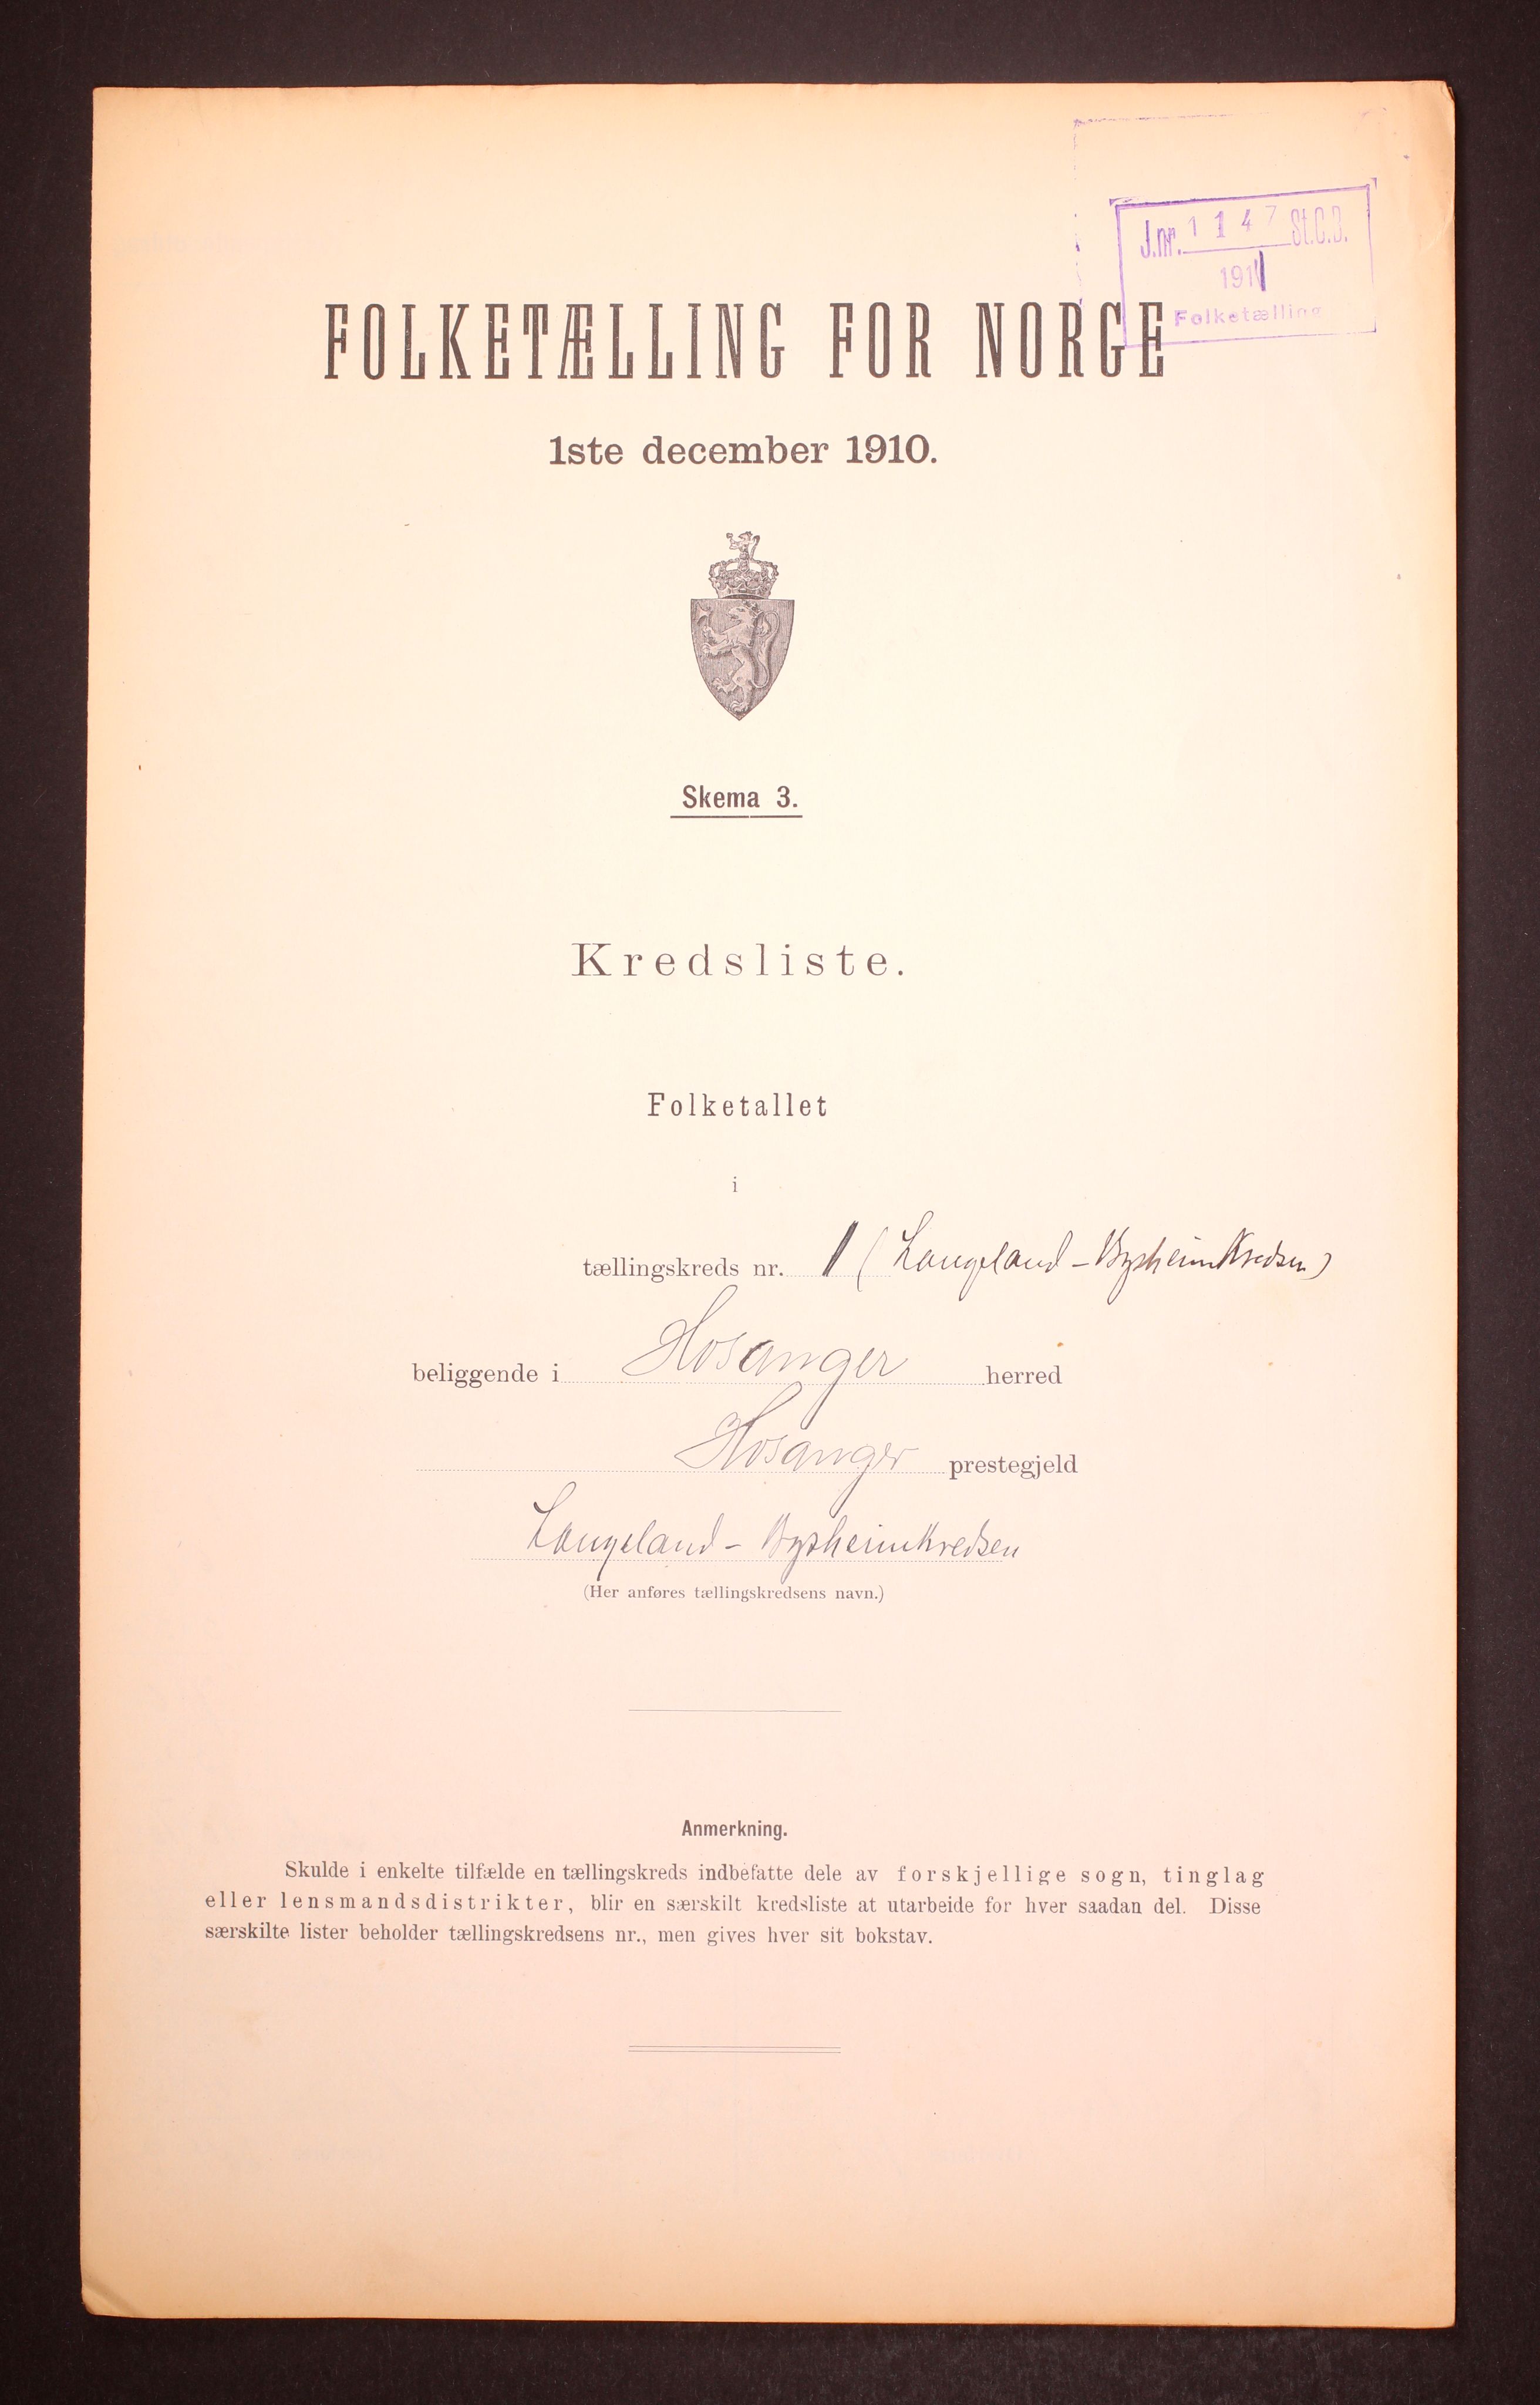 J.nr. 1147 St.C.B.
1911
Folketælling
FOLKETÆLLING FOR NORGE
1ste december 1910.
Skema 3.
Kredsliste.
Folketallet
i
tællingskreds nr. 1 (Langeland - Bysheimkredsen)
beliggende i Hosanger herred
Hosanger prestegjeld
Langeland - Bysheimkredsen
(Her anføres tællingskredsens navn.)
Anmerkning.
Skulde i enkelte tilfælde en tællingskreds indbefatte dele av forskjellige sogn, tinglag
eller lensmandsdistrikter, blir en særskilt kredsliste at utarbeide for hver saadan del. Disse
særskilte lister beholder tællingskredsens nr., men gives hver sit bokstav.